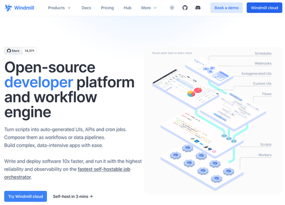 Windmill
Products
Docs
Pricing
Hub
More
Book a demo
Windmill cloud
Stars
Open-source
developer platform
and workflow
engine
Turn scripts into auto-generated UIs, APIs and cron jobs.
Compose them as workflows or data pipelines.
Build complex, data-intensive apps with ease.
Write and deploy software 10x faster, and run it with the highest
reliability and observability on the fastest self-hostable job
orchestrator.
Try Windmill cloud
Self-host in 3 mins →
Schedules
Webhooks
Autogenerated UIs
Custom UIs
Flows
Scripts
Workers